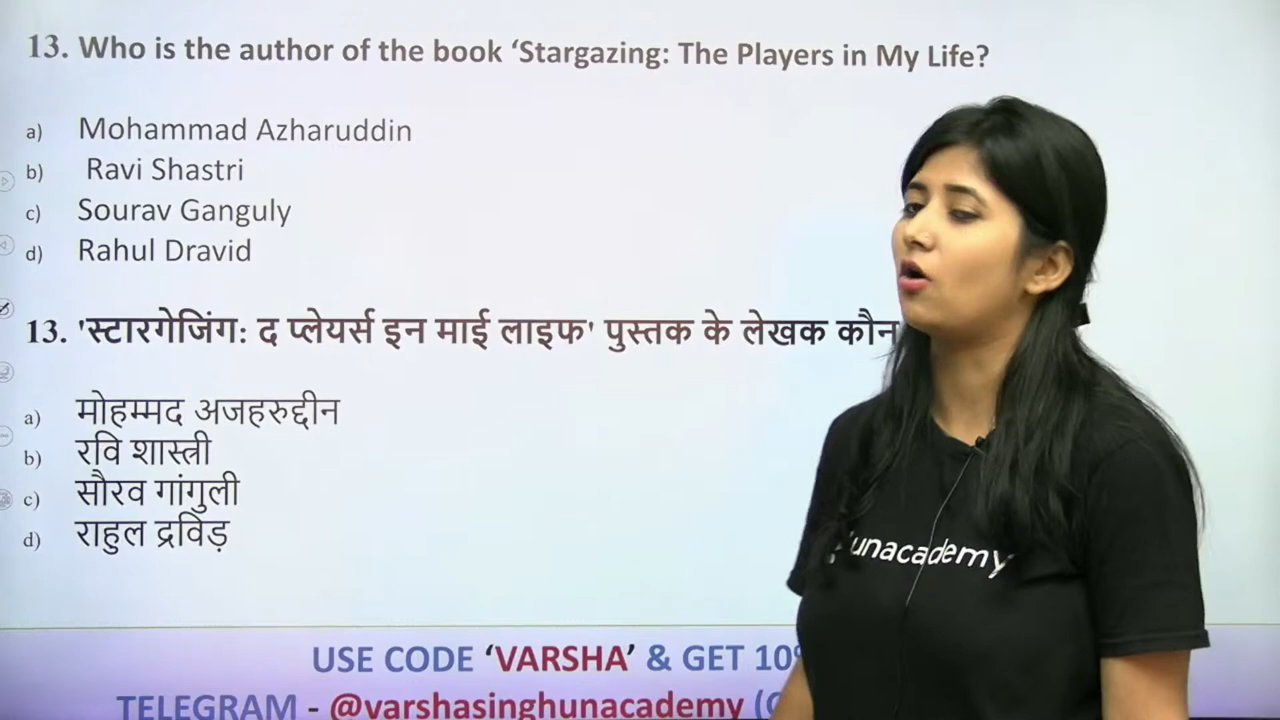 13. Who is the author of the book ‘Stargazing: The Players in My Life?
a) Mohammad Azharuddin
b) Ravi Shastri
c) Sourav Ganguly
d) Rahul Dravid
13. 'स्टारगेजिंग: द प्लेयर्स इन माई लाइफ' पुस्तक के लेखक कौन
a) मोहम्मद अजहरुद्दीन
b) रवि शास्त्री
c) सौरव गांगुली
d) राहुल द्रविड़
unacademy
USE CODE ‘VARSHA’ & GET 10
TELEGRAM - @varshasinghunacademy